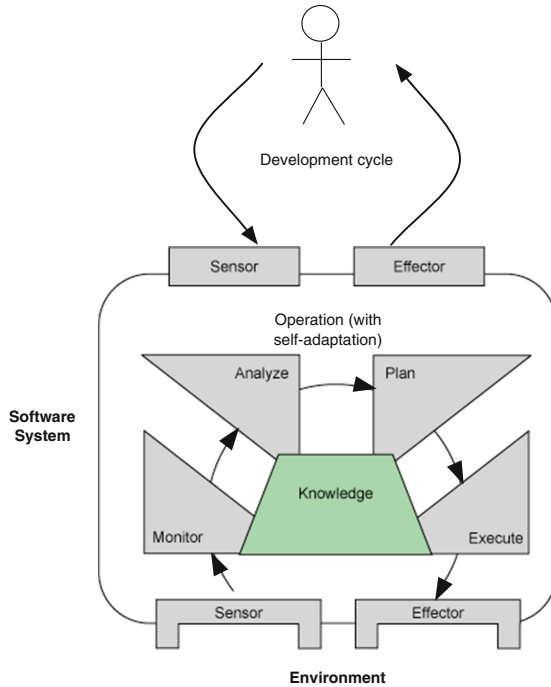 Development cycle
Sensor
Effector
Operation (with
self-adaptation)
Analyze
Plan
Software
System
Knowledge
Monitor
Execute
Sensor
Effector
Environment